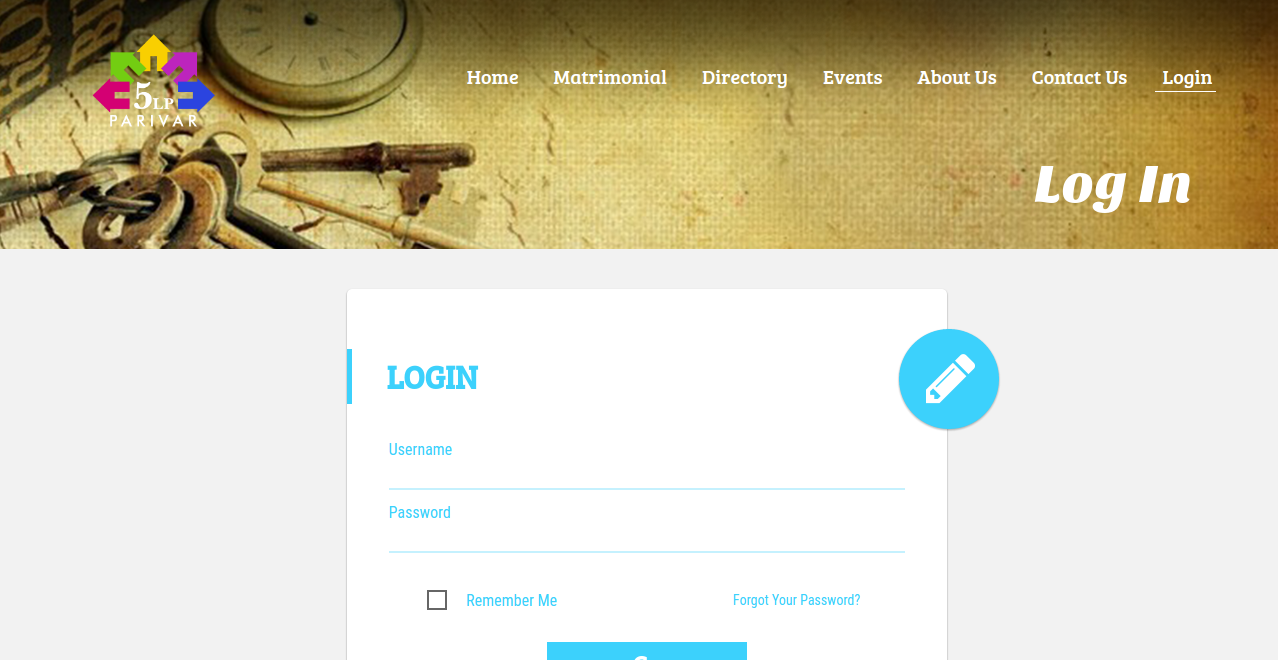 5LP
PARIVAR
Home Matrimonial Directory Events About Us Contact Us Login
Log In
LOGIN
Username
Password
Remember Me Forgot Your Password?